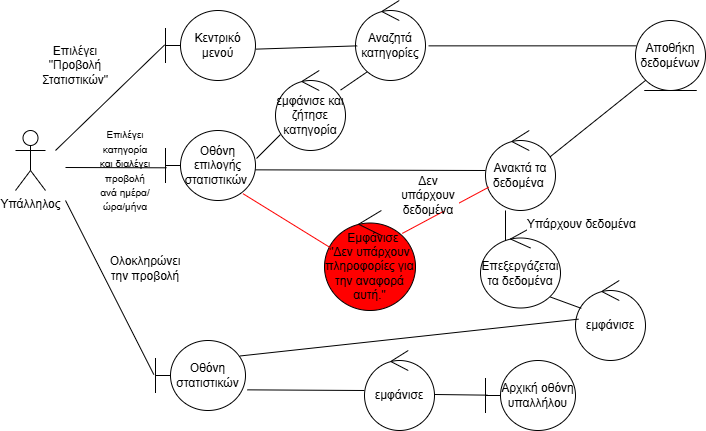 Επιλέγει
"Προβολή
Στατιστικών"
Κεντρικό
μενού
Αναζητά
κατηγορίες
Αποθήκη
δεδομένων
εμφάνισε και
ζήτησε
κατηγορία
Υπάλληλος
Επιλέγει
κατηγορία
και διαλέγει
προβολή
ανά ημέρα/
ώρα/μήνα
Οθόνη
επιλογής
στατιστικών
Δεν
υπάρχουν
δεδομένα
Ανακτά τα
δεδομένα
Υπάρχουν δεδομένα
Εμφάνισε
"Δεν υπάρχουν
πληροφορίες για
την αναφορά
αυτή."
Επεξεργάζεται
τα δεδομένα
Ολοκληρώνει
την προβολή
εμφάνισε
Οθόνη
στατιστικών
εμφάνισε
Αρχική οθόνη
υπαλλήλου